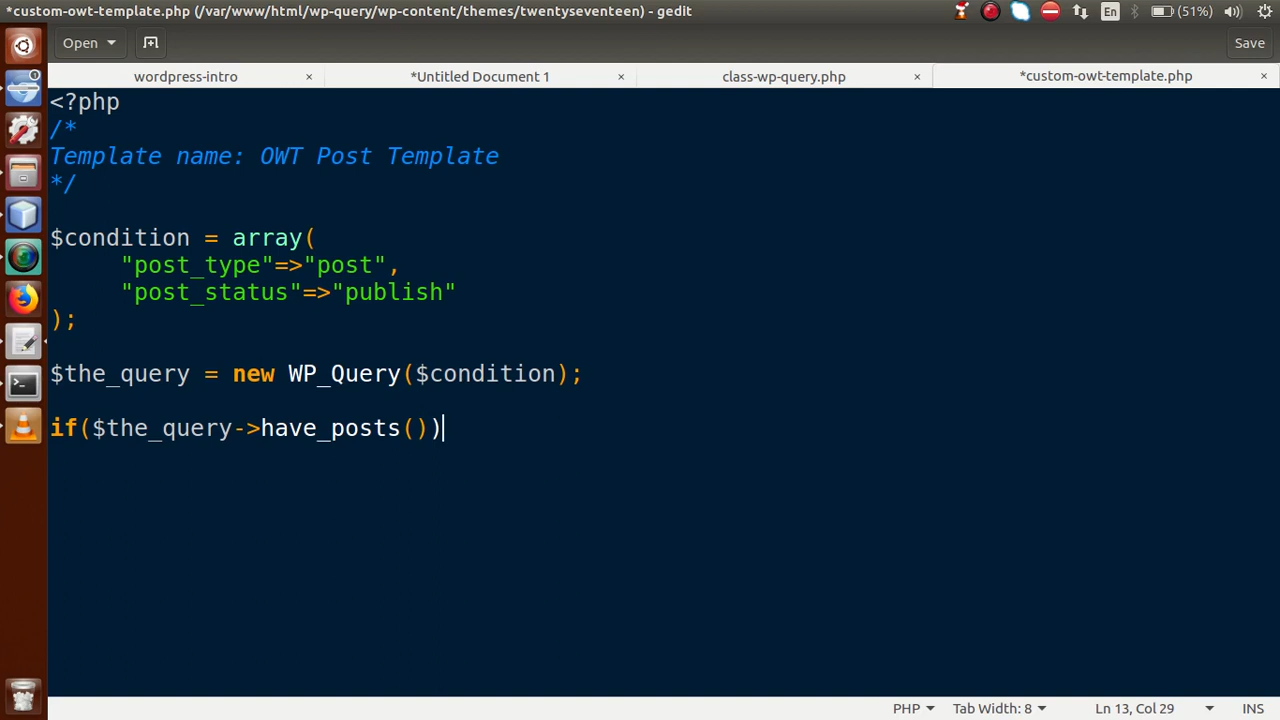 *custom-owt-template.php (/var/www/html/wp-query/wp-content/themes/twentyseventeen) - gedit
En
(51%)
Open
Save
wordpress-intro ×
*Untitled Document 1 ×
class-wp-query.php ×
*custom-owt-template.php ×
<?php
/*
Template name: OWT Post Template
*/
$condition = array(
"post_type"=>"post",
"post_status"=>"publish"
);
$the_query = new WP_Query($condition);
if($the_query->have_posts())
PHP
Tab Width: 8
Ln 13, Col 29
INS